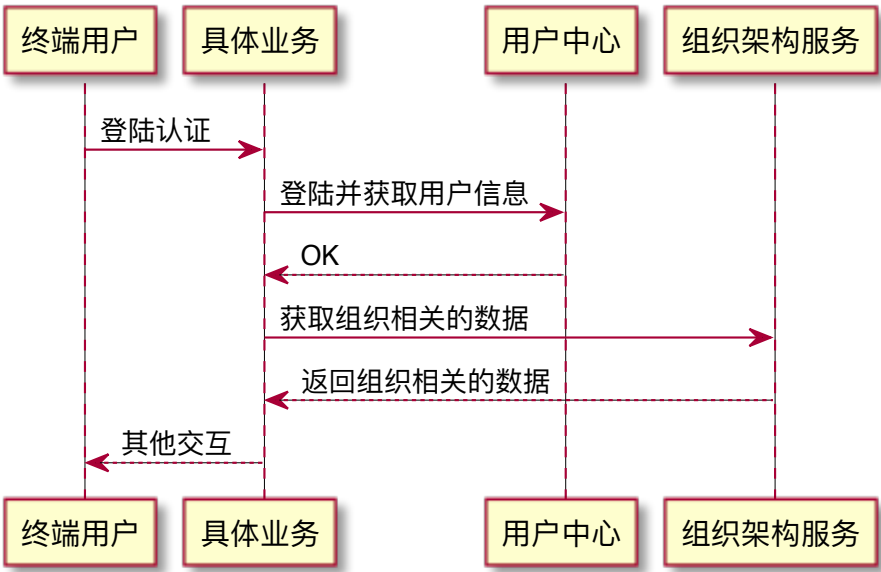 终端用户 具体业务 用户中心 组织架构服务
登陆认证
登陆并获取用户信息
OK
获取组织相关的数据
返回组织相关的数据
其他交互
终端用户 具体业务 用户中心 组织架构服务